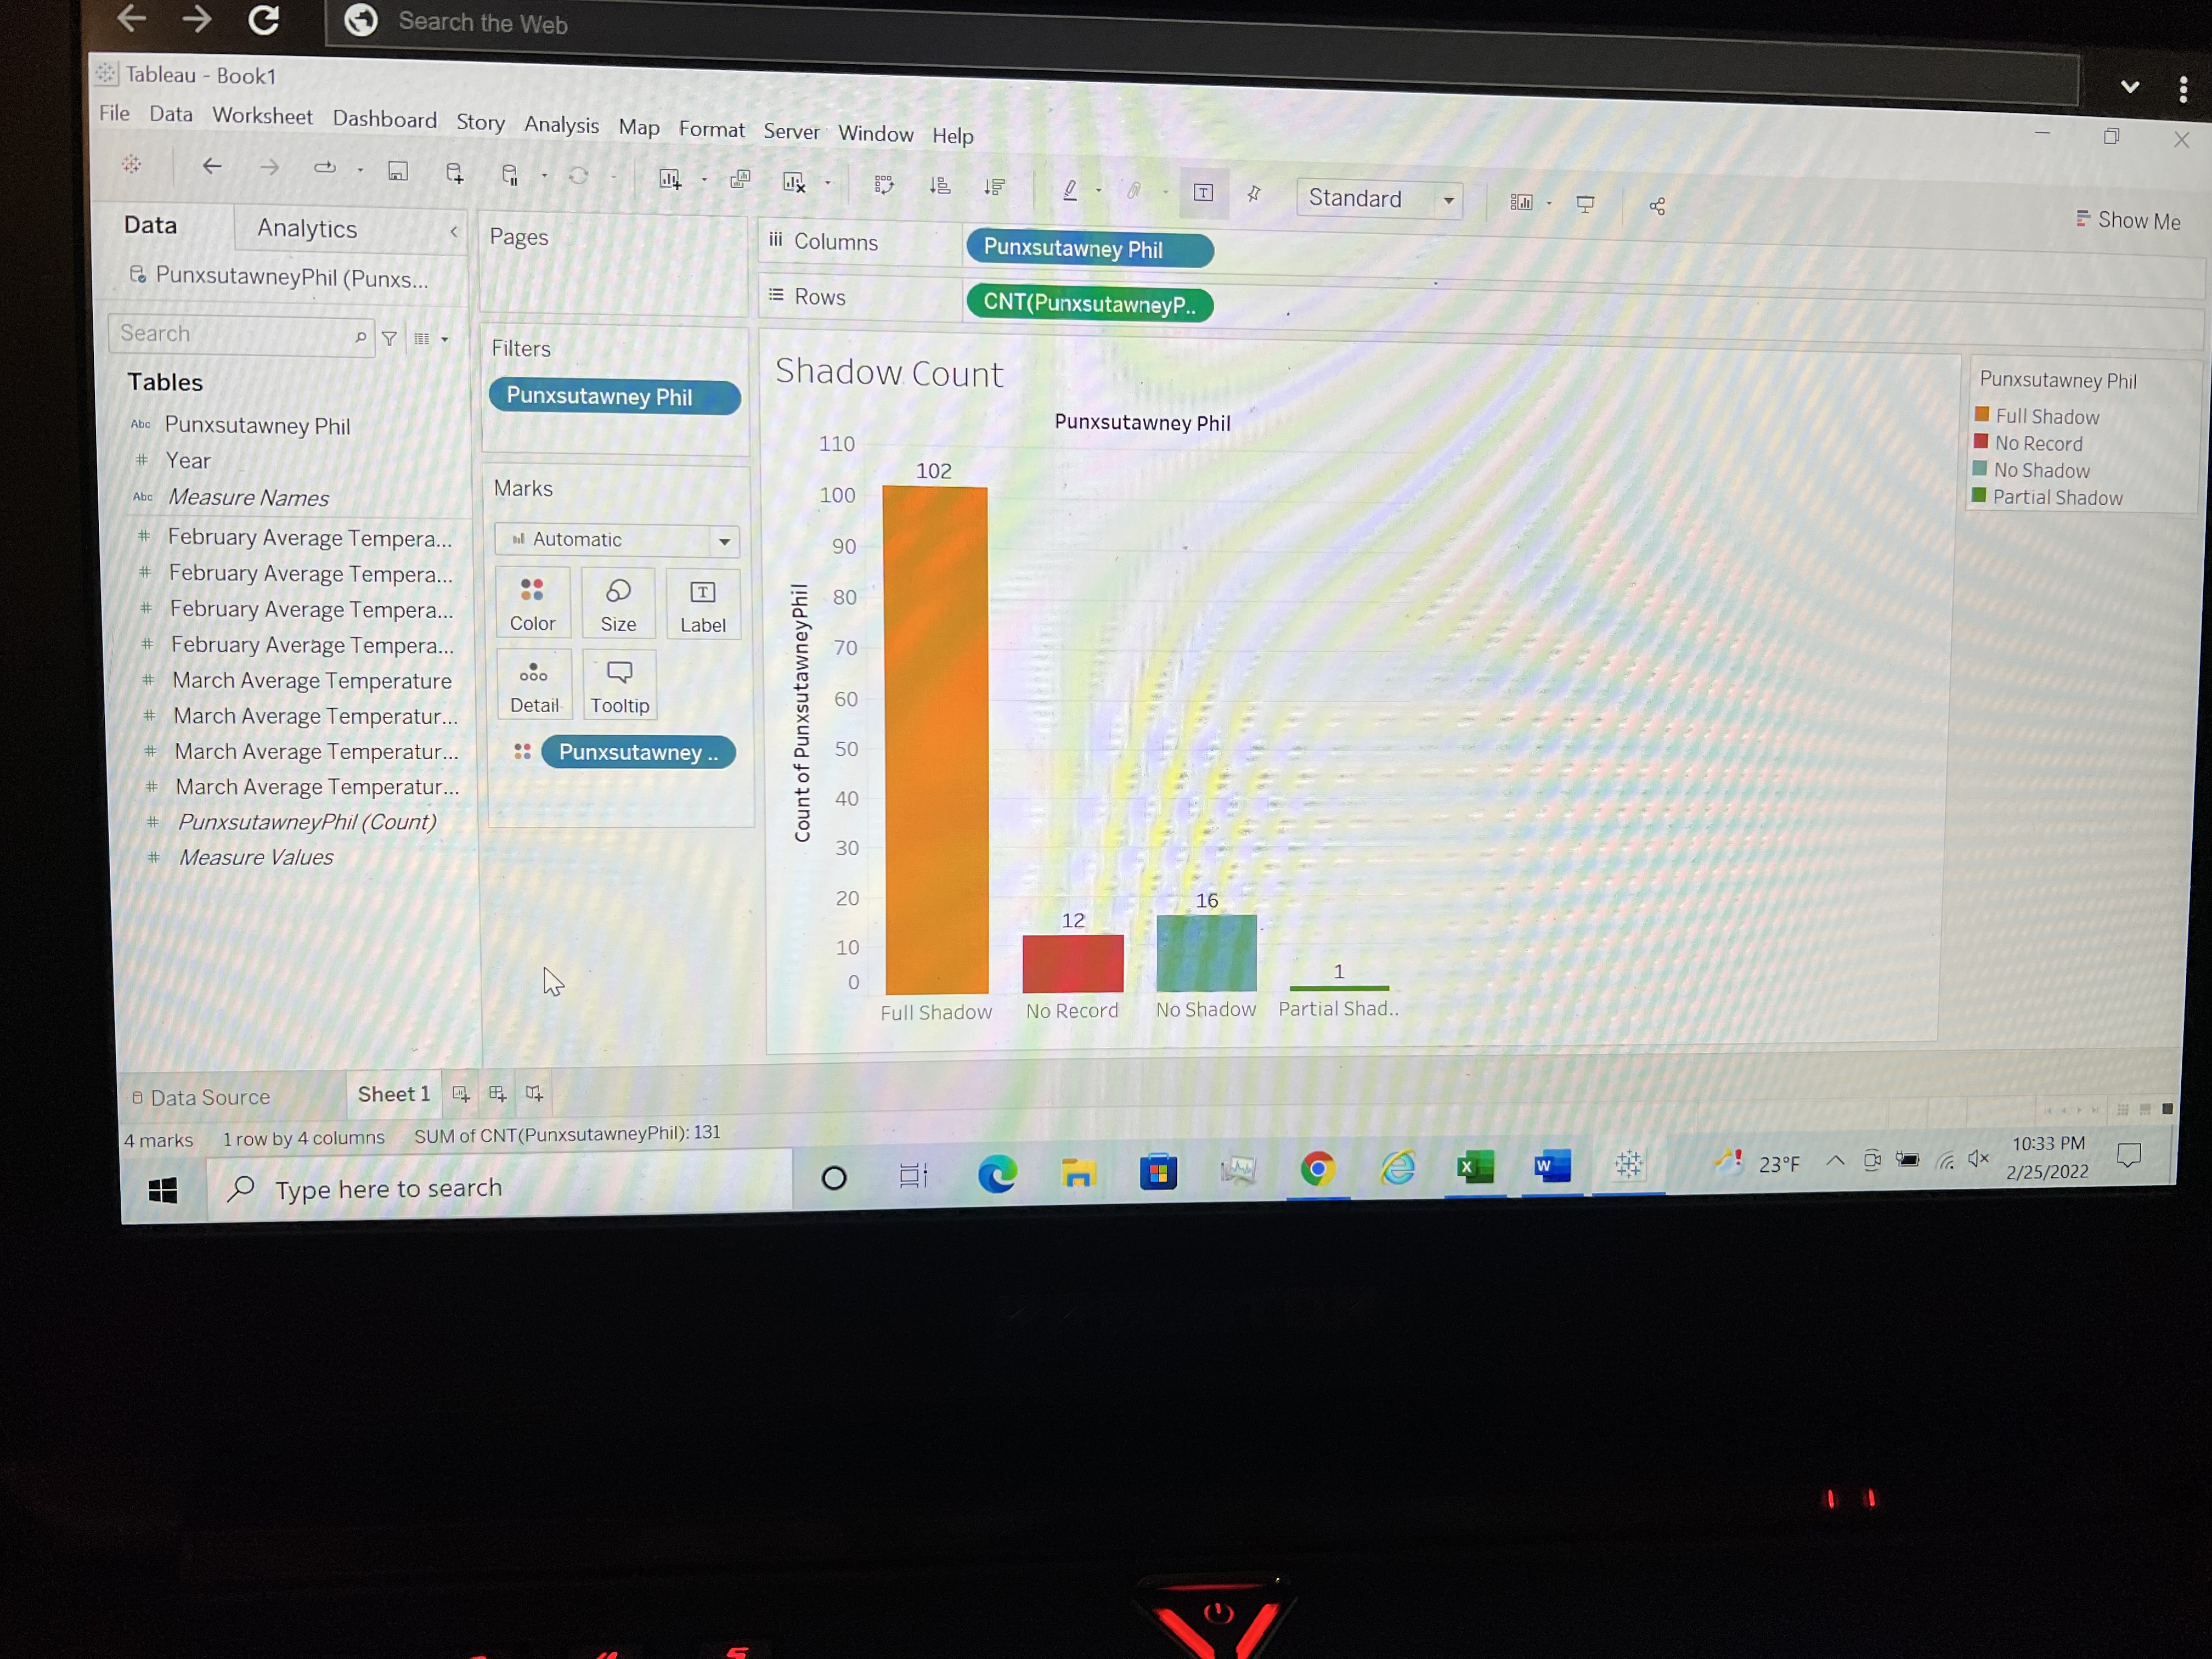 Search the Web
Tableau - Book1
File Data Worksheet Dashboard Story Analysis Map Format Server Window Help
Standard
Show Me
Data Analytics
PunxsutawneyPhil (Punxs...
Search
Tables
Abc Punxsutawney Phil
# Year
Abc Measure Names
# February Average Tempera...
# February Average Tempera...
# February Average Tempera...
# February Average Tempera...
# March Average Temperature
# March Average Temperatur...
# March Average Temperatur...
# March Average Temperatur...
# PunxsutawneyPhil (Count)
# Measure Values
Pages
Filters
Punxsutawney Phil
Marks
Automatic
Color Size Label
Detail Tooltip
Punxsutawney ..
iii Columns Punxsutawney Phil
Rows CNT(PunxsutawneyP..
Shadow Count
Punxsutawney Phil
Count of PunxsutawneyPhil
110
100
90
80
70
60
50
40
30
20
10
0
102
12
16
1
Full Shadow No Record No Shadow Partial Shad..
Punxsutawney Phil
Full Shadow
No Record
No Shadow
Partial Shadow
Data Source Sheet 1
4 marks 1 row by 4 columns SUM of CNT(PunxsutawneyPhil): 131
Type here to search
23°F
10:33 PM
2/25/2022